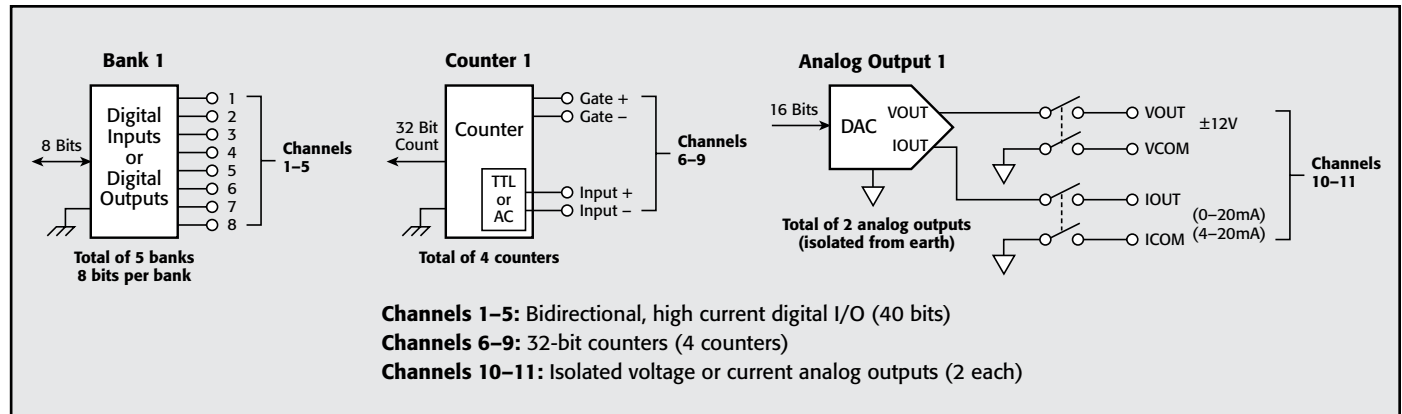 Bank 1
Digital
Inputs
or
Digital
Outputs
8 Bits
1
2
3
4
5
6
7
8
Channels
1–5
Total of 5 banks
8 bits per bank
Counter 1
32 Bit
Count
Counter
TTL
or
AC
Gate +
Gate –
Input +
Input –
Channels
6–9
Total of 4 counters
Analog Output 1
16 Bits
DAC
VOUT
IOUT
VOUT
±12V
VCOM
IOUT
(0–20mA)
ICOM
(4–20mA)
Channels
10–11
Total of 2 analog outputs
(isolated from earth)
Channels 1–5: Bidirectional, high current digital I/O (40 bits)
Channels 6–9: 32-bit counters (4 counters)
Channels 10–11: Isolated voltage or current analog outputs (2 each)